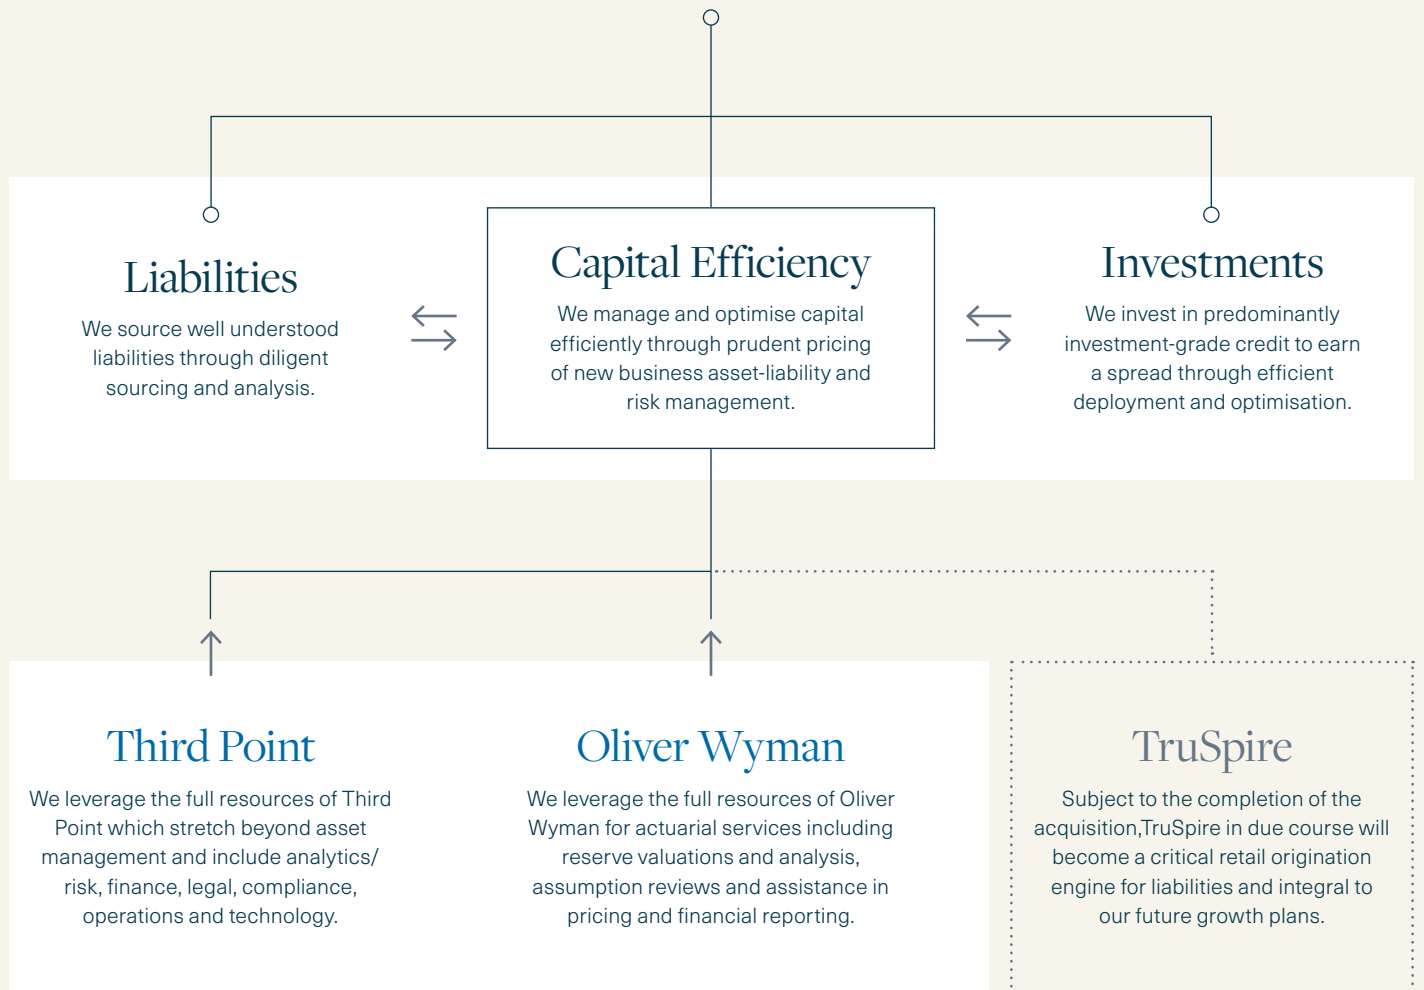 Liabilities
We source well understood
liabilities through diligent
sourcing and analysis.
Capital Efficiency
We manage and optimise capital
efficiently through prudent pricing
of new business asset-liability and
risk management.
Investments
We invest in predominantly
investment-grade credit to earn
a spread through efficient
deployment and optimisation.
Third Point
We leverage the full resources of Third
Point which stretch beyond asset
management and include analytics/
risk, finance, legal, compliance,
operations and technology.
Oliver Wyman
We leverage the full resources of Oliver
Wyman for actuarial services including
reserve valuations and analysis,
assumption reviews and assistance in
pricing and financial reporting.
TruSpire
Subject to the completion of the
acquisition,TruSpire in due course will
become a critical retail origination
engine for liabilities and integral to
our future growth plans.